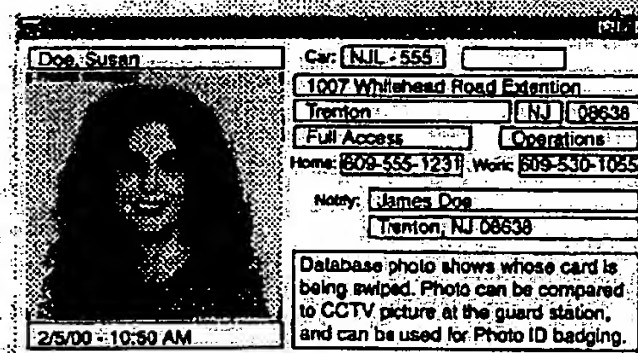 Doe, Susan
Car: NJL - 555
1007 Whitehead Road Extention
Trenton NJ 08638
Full Access Operations
Home: 609-555-1231 Work: 609-530-1055
Notify: James Doe
Trenton, NJ 08638
Database photo shows whose card is
being swiped. Photo can be compared
to CCTV picture at the guard station,
and can be used for Photo ID badging.
2/5/00 - 10:50 AM